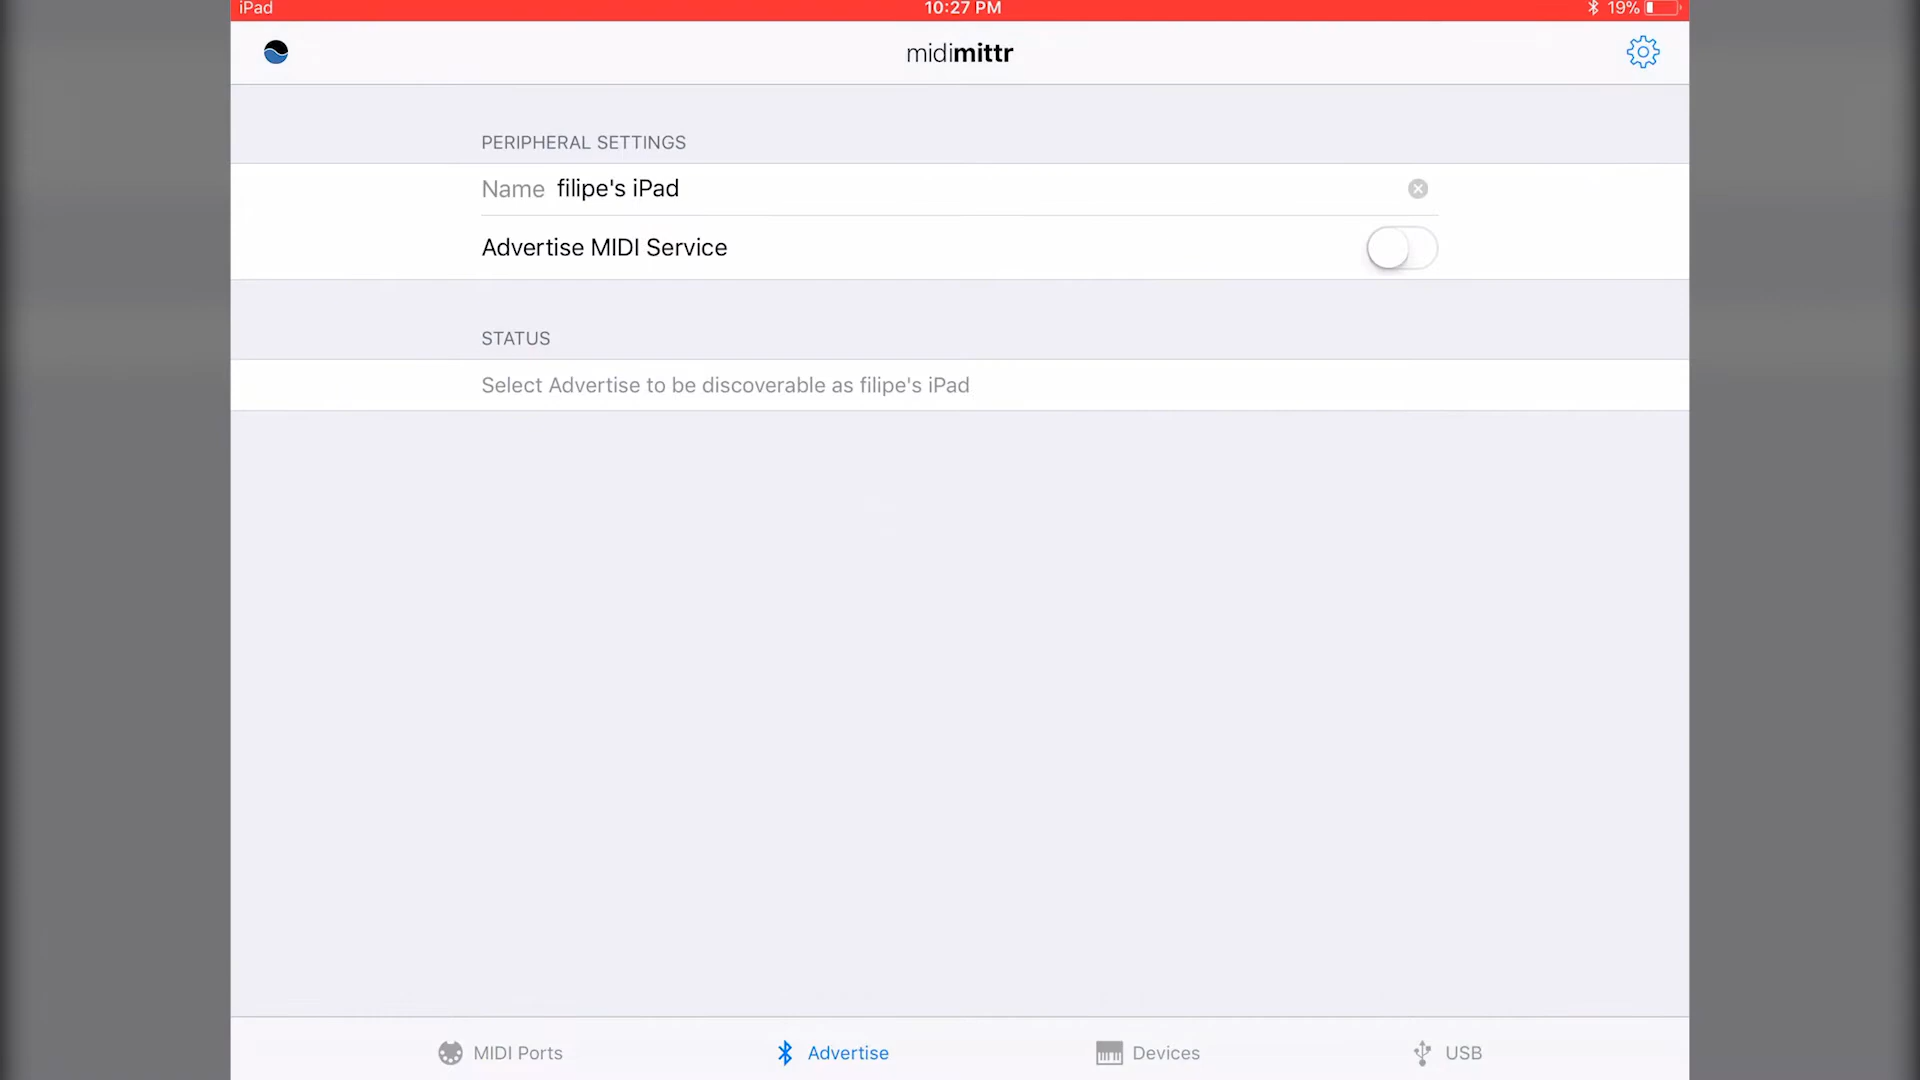 iPad
10:27 PM
19%
midimittr
PERIPHERAL SETTINGS
Name filipe's iPad
Advertise MIDI Service
STATUS
Select Advertise to be discoverable as filipe's iPad
MIDI Ports
Advertise
Devices
USB